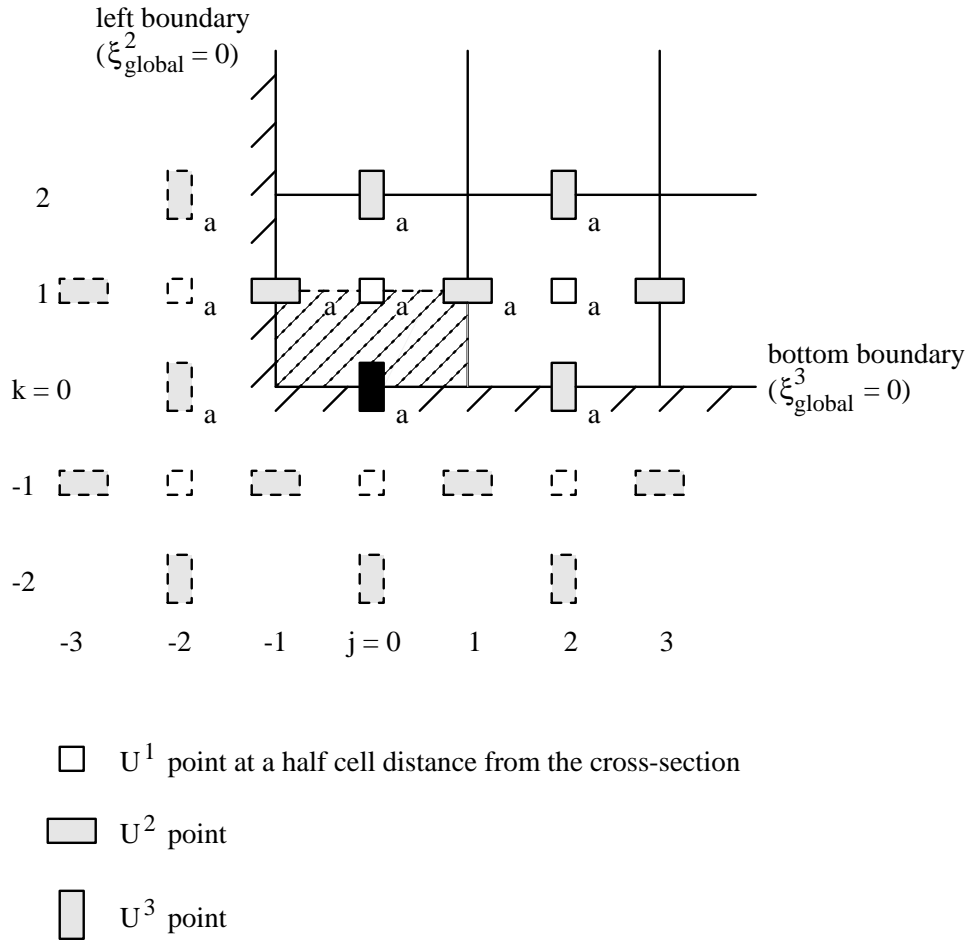 left boundary
(ξ²global = 0)
2
a a a
1
a a a a a
k = 0
a a a
bottom boundary
(ξ³global = 0)
-1
-2
-3 -2 -1 j = 0 1 2 3
U¹ point at a half cell distance from the cross-section
U² point
U³ point